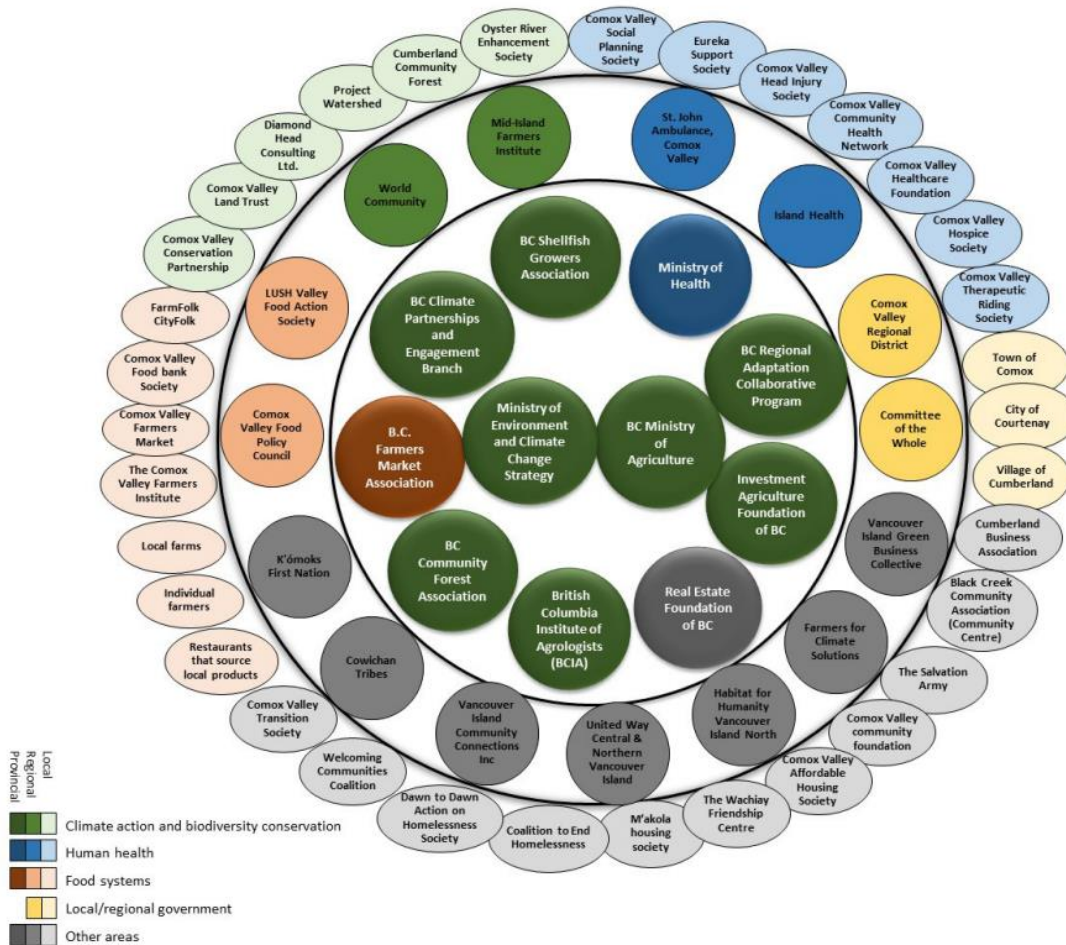 Oyster River
Enhancement
Society
Comox Valley
Social
Planning
Society
Eureka
Support
Society
Comox Valley
Head Injury
Society
Comox Valley
Community
Health
Network
Comox Valley
Healthcare
Foundation
Comox Valley
Hospice
Society
Comox Valley
Therapeutic
Riding Society
Town of
Comox
City of
Courtenay
Village of
Cumberland
Cumberland
Business
Association
Black Creek
Community
Association
(Community
Centre)
The Salvation
Army
Comox Valley
community
foundation
Comox Valley
Affordable
Housing
Society
The Wachiay
Friendship
Centre
M'akola
housing
society
Coalition to End
Homelessness
Dawn to Dawn
Action on
Homelessness
Society
Welcoming
Communities
Coalition
Comox Valley
Transition
Society
Restaurants
that source
local products
Individual
farmers
Local farms
The Comox
Valley Farmers
Institute
Comox Valley
Farmers
Market
Comox Valley
Food bank
Society
FarmFolk
CityFolk
Comox Valley
Conservation
Partnership
Comox Valley
Land Trust
Diamond
Head
Consulting
Ltd.
Project
Watershed
Cumberland
Community
Forest
Mid-Island
Farmers
Institute
St. John
Ambulance,
Comox
Valley
Island Health
Comox
Valley
Regional
District
Committee
of the
Whole
Vancouver
Island Green
Business
Collective
Farmers for
Climate
Solutions
Habitat for
Humanity
Vancouver
Island North
United Way
Central &
Northern
Vancouver
Island
Vancouver
Island
Community
Connections
Inc
Cowichan
Tribes
K'ómoks
First Nation
Comox
Valley Food
Policy
Council
LUSH Valley
Food Action
Society
World
Community
BC Shellfish
Growers
Association
Ministry of
Health
BC Climate
Partnerships
and
Engagement
Branch
BC Regional
Adaptation
Collaborative
Program
B.C.
Farmers
Market
Association
Ministry of
Environment
and Climate
Change
Strategy
BC Ministry
of
Agriculture
Investment
Agriculture
Foundation
of BC
BC
Community
Forest
Association
British
Columbia
Institute of
Agrologists
(BCIA)
Real Estate
Foundation
of BC
Local
Regional
Provincial
Climate action and biodiversity conservation
Human health
Food systems
Local/regional government
Other areas